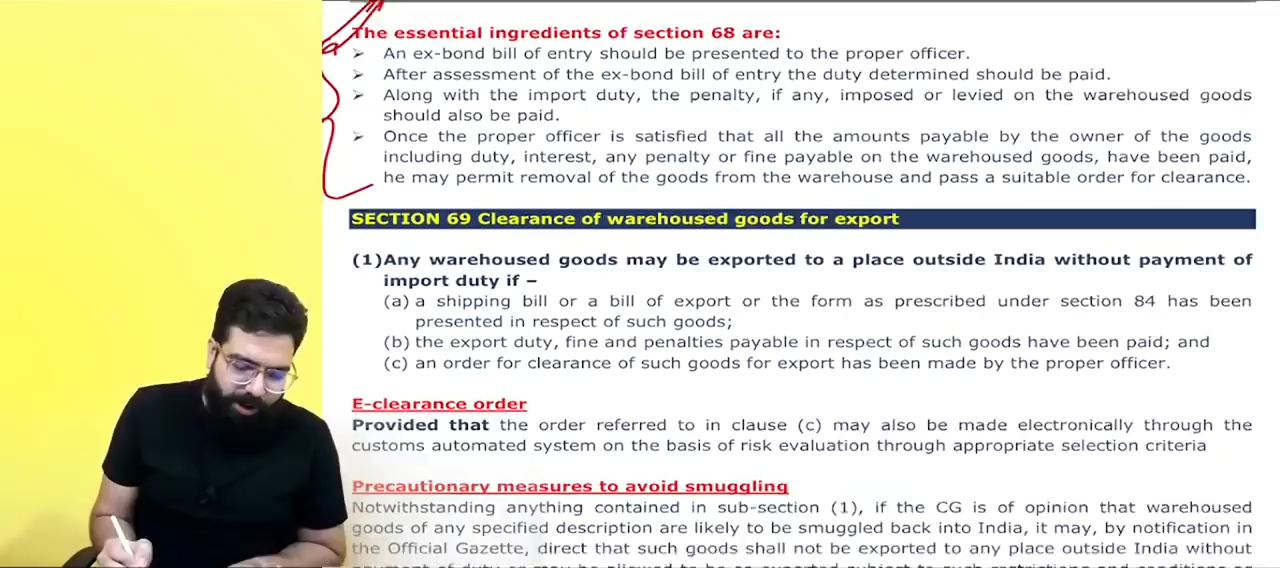 The essential ingredients of section 68 are:
➢ An ex-bond bill of entry should be presented to the proper officer.
➢ After assessment of the ex-bond bill of entry the duty determined should be paid.
➢ Along with the import duty, the penalty, if any, imposed or levied on the warehoused goods
should also be paid.
➢ Once the proper officer is satisfied that all the amounts payable by the owner of the goods
including duty, interest, any penalty or fine payable on the warehoused goods, have been paid,
he may permit removal of the goods from the warehouse and pass a suitable order for clearance.
SECTION 69 Clearance of warehoused goods for export
(1)Any warehoused goods may be exported to a place outside India without payment of
import duty if –
(a) a shipping bill or a bill of export or the form as prescribed under section 84 has been
presented in respect of such goods;
(b) the export duty, fine and penalties payable in respect of such goods have been paid; and
(c) an order for clearance of such goods for export has been made by the proper officer.
E-clearance order
Provided that the order referred to in clause (c) may also be made electronically through the
customs automated system on the basis of risk evaluation through appropriate selection criteria
Precautionary measures to avoid smuggling
Notwithstanding anything contained in sub-section (1), if the CG is of opinion that warehoused
goods of any specified description are likely to be smuggled back into India, it may, by notification in
the Official Gazette, direct that such goods shall not be exported to any place outside India without